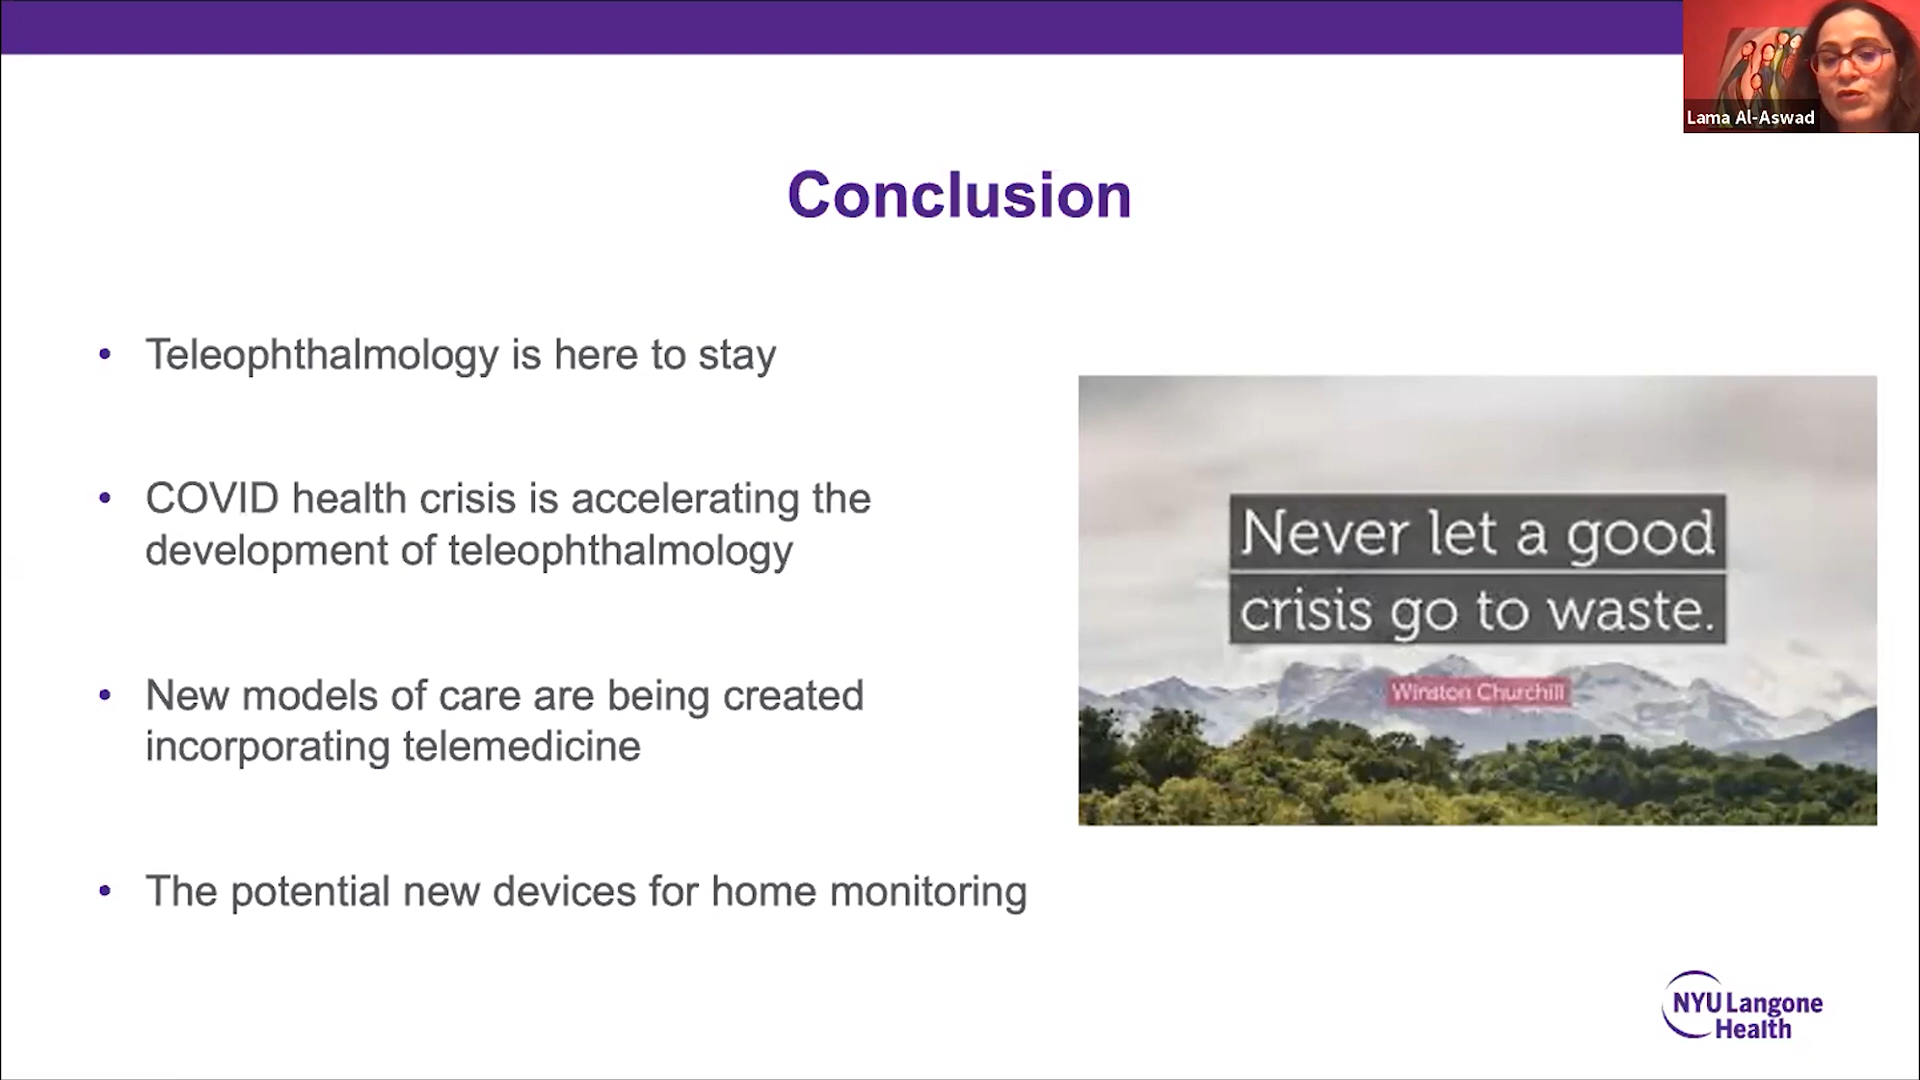 Lama Al-Aswad
Conclusion
• Teleophthalmology is here to stay
• COVID health crisis is accelerating the
development of teleophthalmology
• New models of care are being created
incorporating telemedicine
• The potential new devices for home monitoring
Never let a good
crisis go to waste.
Winston Churchill
NYU Langone
Health